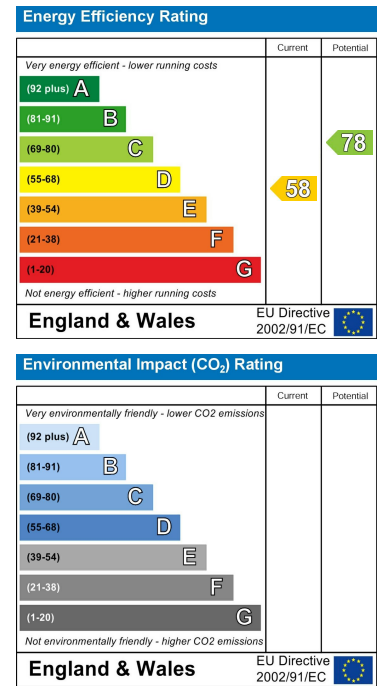 Energy Efficiency Rating
Current Potential
Very energy efficient - lower running costs
(92 plus) A
(81-91) B
(69-80) C
78
(55-68) D
58
(39-54) E
(21-38) F
(1-20) G
Not energy efficient - higher running costs
England & Wales
EU Directive
2002/91/EC
Environmental Impact (CO₂) Rating
Current Potential
Very environmentally friendly - lower CO2 emissions
(92 plus) A
(81-91) B
(69-80) C
(55-68) D
(39-54) E
(21-38) F
(1-20) G
Not environmentally friendly - higher CO2 emissions
England & Wales
EU Directive
2002/91/EC